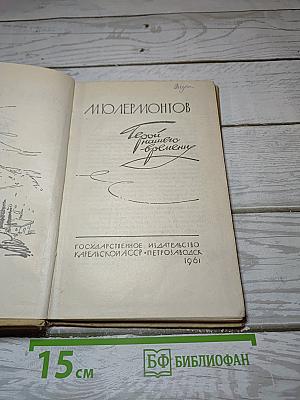 М.Ю.ЛЕРМОНТОВ
Герой
нашего
времени
ГОСУДАРСТВЕННОЕ ИЗДАТЕЛЬСТВО
КАРЕЛЬСКОЙ АССР • ПЕТРОЗАВОДСК
1961
15 см
БФ БИБЛИОФАН